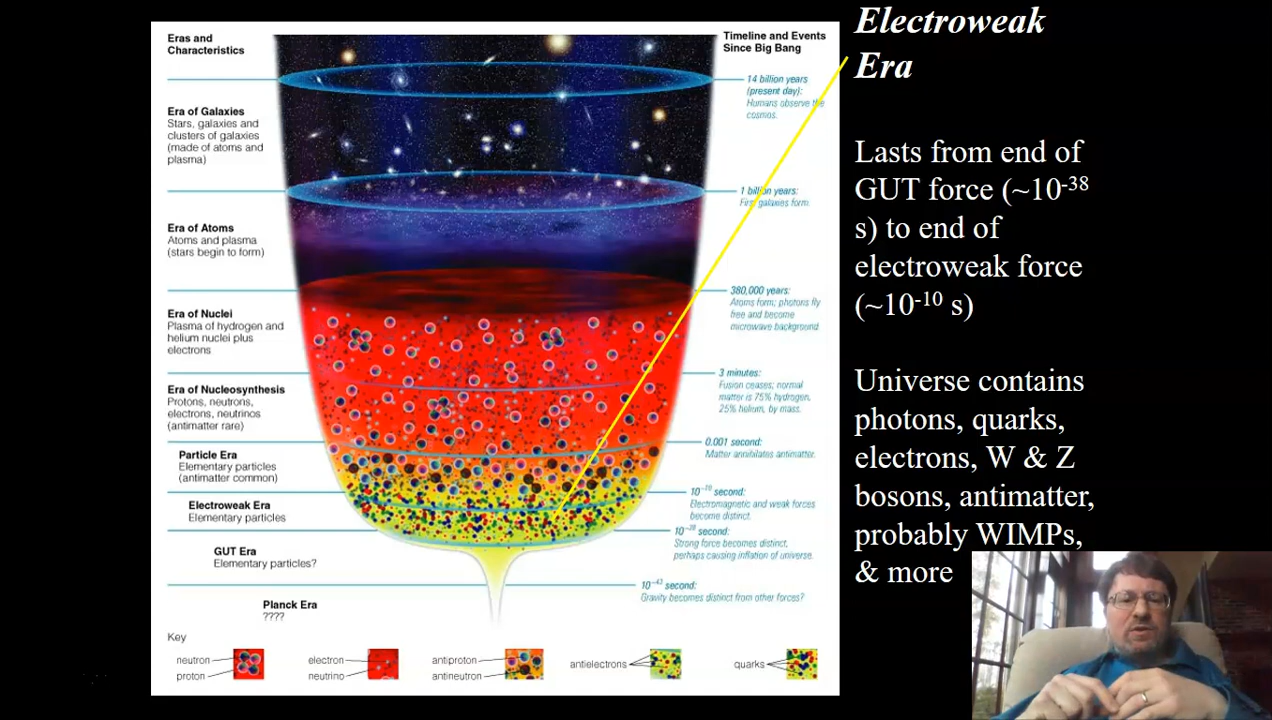 Eras and
Characteristics
Timeline and Events
Since Big Bang
14 billion years
(present day):
Humans observe the
cosmos.
Era of Galaxies
Stars, galaxies and
clusters of galaxies
(made of atoms and
plasma)
1 billion years:
First galaxies form.
Era of Atoms
Atoms and plasma
(stars begin to form)
380,000 years:
Atoms form; photons fly
free and become
microwave background.
Era of Nuclei
Plasma of hydrogen and
helium nuclei plus
electrons
3 minutes:
Fusion ceases; normal
matter is 75% hydrogen,
25% helium, by mass.
Era of Nucleosynthesis
Protons, neutrons,
electrons, neutrinos
(antimatter rare)
0.001 second:
Matter annihilates antimatter.
Particle Era
Elementary particles
(antimatter common)
10⁻¹⁰ second:
Electromagnetic and weak forces
become distinct.
Electroweak Era
Elementary particles
10⁻³⁸ second:
Strong force becomes distinct,
perhaps causing inflation of universe.
GUT Era
Elementary particles?
10⁻⁴³ second:
Gravity becomes distinct from other forces?
Planck Era
????
Key
neutron
proton
electron
neutrino
antiproton
antineutron
antielectrons
quarks
Electroweak
Era
Lasts from end of
GUT force (~10⁻³⁸
s) to end of
electroweak force
(~10⁻¹⁰ s)
Universe contains
photons, quarks,
electrons, W & Z
bosons, antimatter,
probably WIMPs,
& more